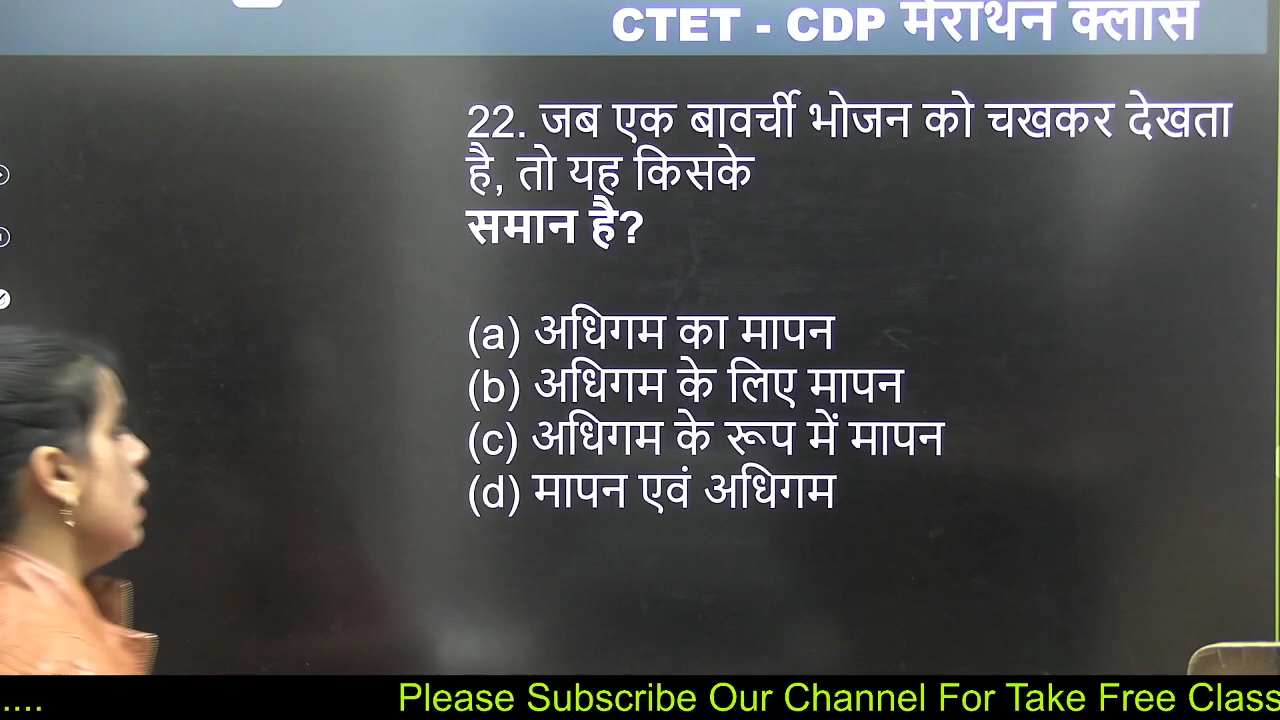 CTET - CDP मैराथन क्लास
22. जब एक बावर्ची भोजन को चखकर देखता
है, तो यह किसके
समान है?
(a) अधिगम का मापन
(b) अधिगम के लिए मापन
(c) अधिगम के रूप में मापन
(d) मापन एवं अधिगम
.... Please Subscribe Our Channel For Take Free Class